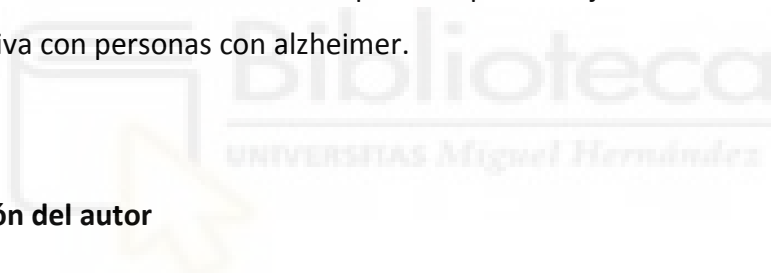 iva con personas con alzheimer.
Biblioteca
UNIVERSITAS Miguel Hernández
ón del autor